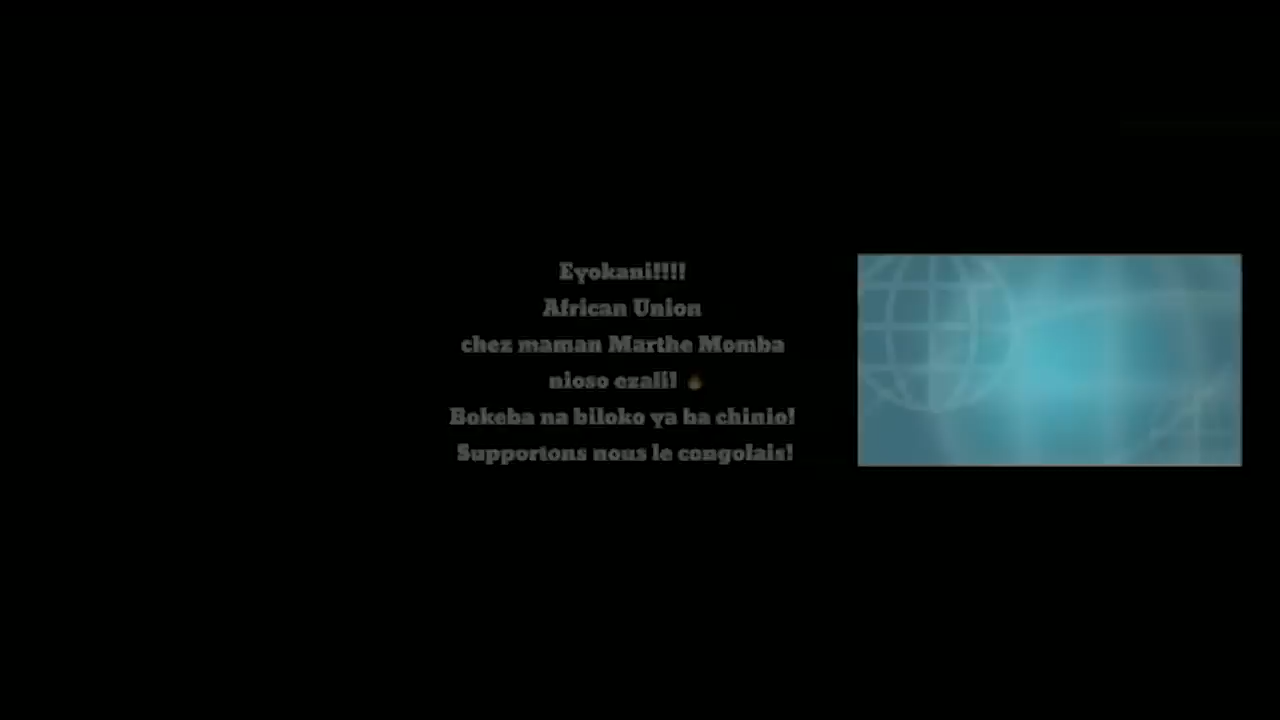 Eyokani!!!!
African Union
chez maman Marthe Momba
nioso ezali!
Bokeba na biloko ya ba chinio!
Supportons nous le congolais!